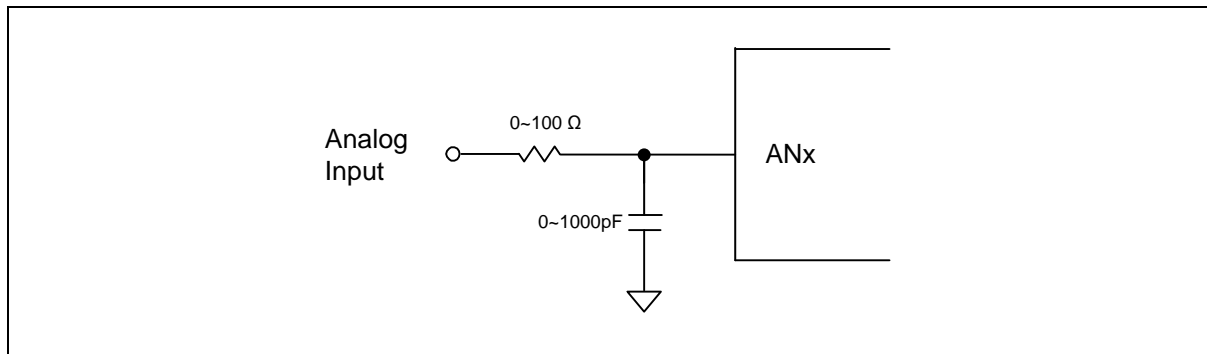 0~100 Ω
Analog
Input
ANx
0~1000pF